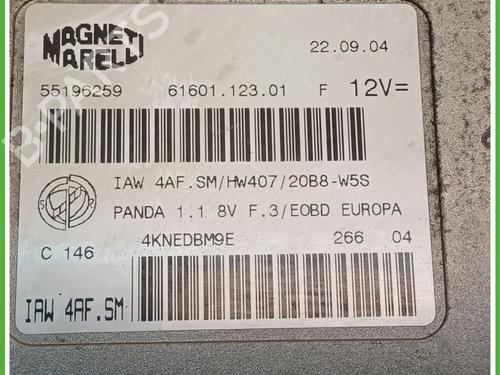 MAGNETI MARELLI
22.09.04
55196259 61601.123.01 F 12V=
IAW 4AF.SM/HW407/20B8-W5S
PANDA 1.1 8V F.3/EOBD EUROPA
C 146 4KNEDBM9E 266 04
IAW 4AF.SM
B-PARTS